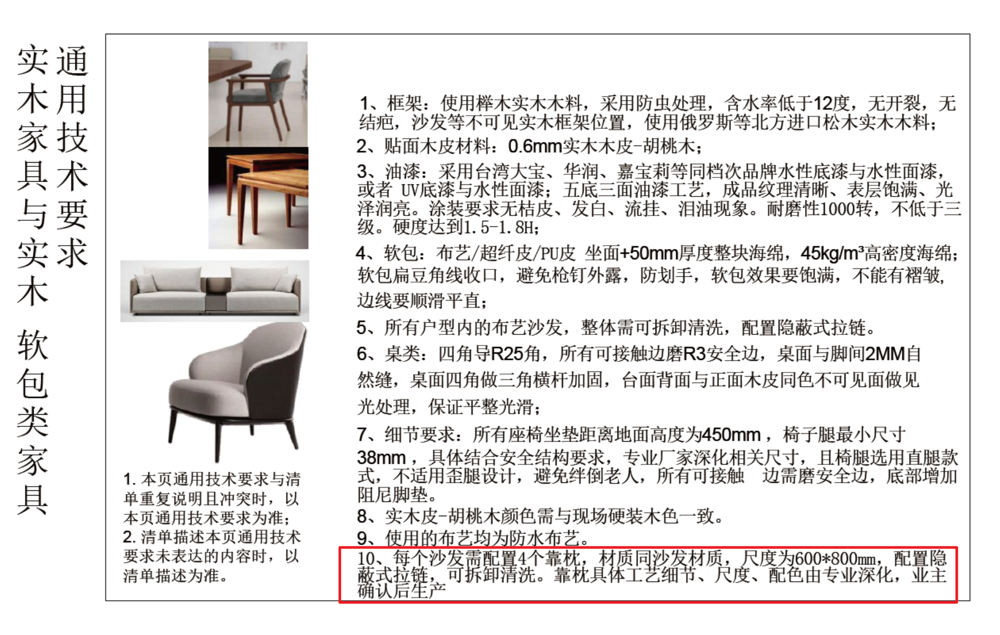 通用技术要求
实木家具与实木 软包类家具
1、框架：使用榉木实木木料，采用防虫处理，含水率低于12度，无开裂，无
结疤，沙发等不可见实木框架位置，使用俄罗斯等北方进口松木实木木料；
2、贴面木皮材料：0.6mm实木木皮-胡桃木；
3、油漆：采用台湾大宝、华润、嘉宝莉等同档次品牌水性底漆与水性面漆，
或者 UV底漆与水性面漆；五底三面油漆工艺，成品纹理清晰、表层饱满、光
泽润亮。涂装要求无桔皮、发白、流挂、泪油现象。耐磨性1000转，不低于三
级。硬度达到1.5-1.8H；
4、软包：布艺/超纤皮/PU皮 坐面+50mm厚度整块海绵，45kg/m³高密度海绵；
软包扁豆角线收口，避免枪钉外露，防划手，软包效果要饱满，不能有褶皱，
边线要顺滑平直；
5、所有户型内的布艺沙发，整体需可拆卸清洗，配置隐蔽式拉链。
6、桌类：四角导R25角，所有可接触边磨R3安全边，桌面与脚间2MM自
然缝，桌面四角做三角横杆加固，台面背面与正面木皮同色不可见面做见
光处理，保证平整光滑；
7、细节要求：所有座椅坐垫距离地面高度为450mm ，椅子腿最小尺寸
38mm ，具体结合安全结构要求，专业厂家深化相关尺寸，且椅腿选用直腿款
式，不适用歪腿设计，避免绊倒老人，所有可接触 边需磨安全边，底部增加
阻尼脚垫。
8、实木皮-胡桃木颜色需与现场硬装木色一致。
9、使用的布艺均为防水布艺。
10、每个沙发需配置4个靠枕，材质同沙发材质，尺度为600*800mm，配置隐
蔽式拉链，可拆卸清洗。靠枕具体工艺细节、尺度、配色由专业深化，业主
确认后生产
1. 本页通用技术要求与清
单重复说明且冲突时，以
本页通用技术要求为准；
2. 清单描述本页通用技术
要求未表达的内容时，以
清单描述为准。